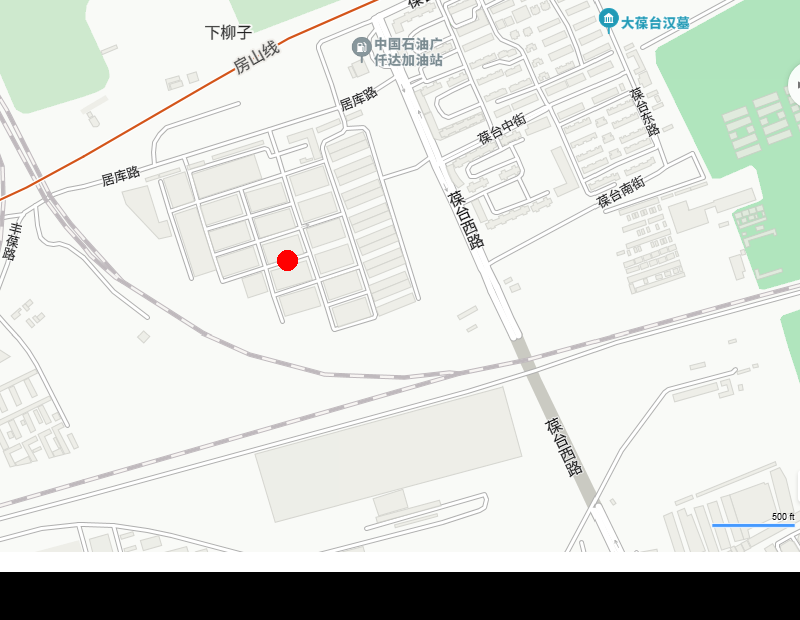 下柳子
房山线
中国石油广
仟达加油站
大葆台汉墓
居库路
葆台中街
葆台东路
居库路
葆台南街
葆台西路
丰葆路
葆台西路
500 ft